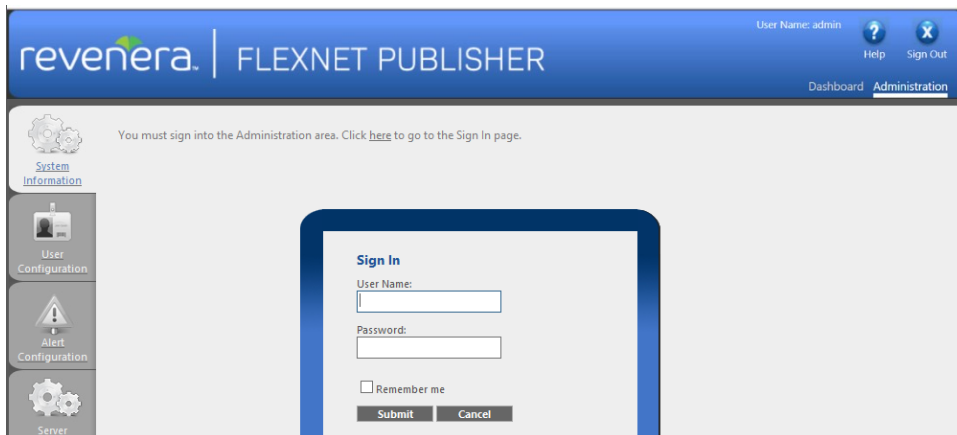 User Name: admin
revenera. FLEXNET PUBLISHER
Help Sign Out
Dashboard Administration
You must sign into the Administration area. Click here to go to the Sign In page.
System
Information
User
Configuration
Alert
Configuration
Server
Sign In
User Name:
Password:
Remember me
Submit Cancel